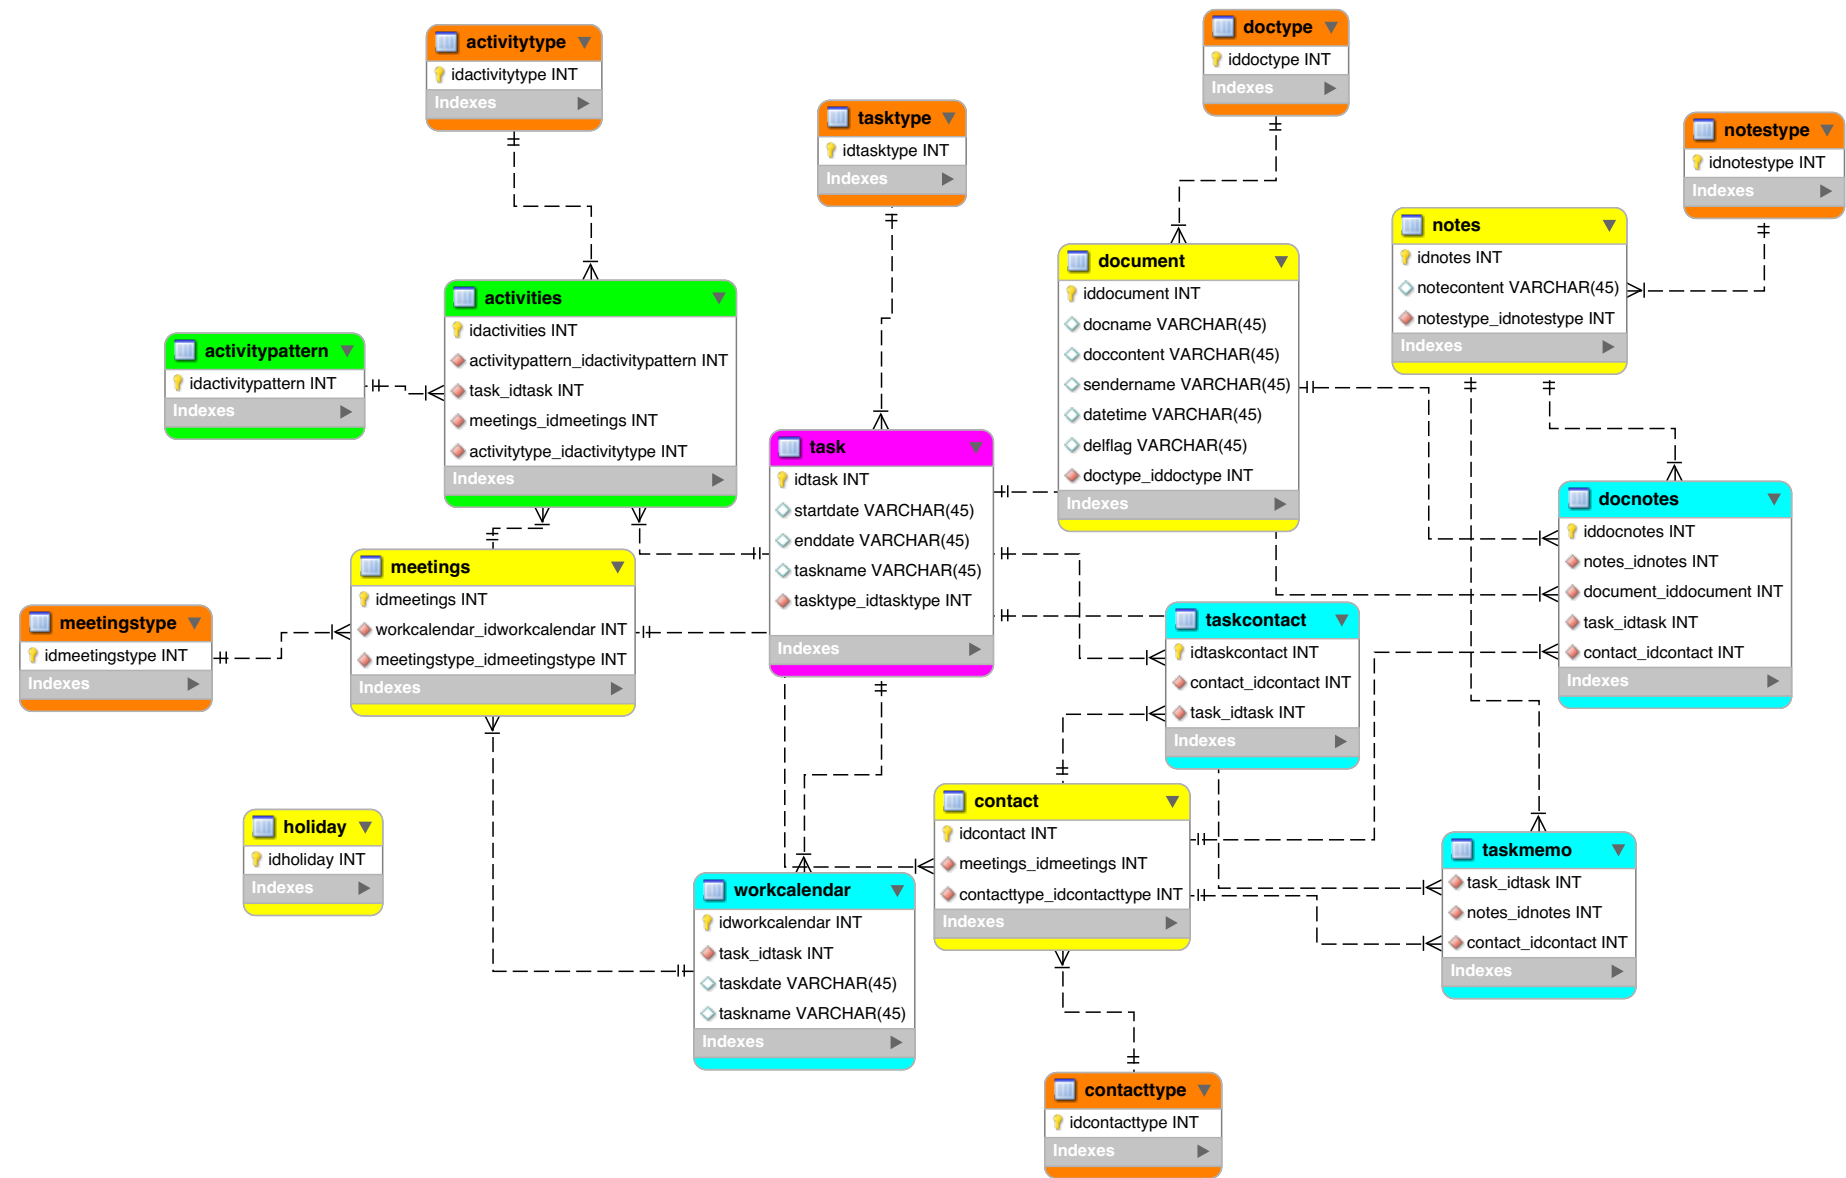 activitytype
idactivitytype INT
Indexes
doctype
iddoctype INT
Indexes
tasktype
idtasktype INT
Indexes
notestype
idnotestype INT
Indexes
notes
idnotes INT
notecontent VARCHAR(45)
notestype_idnotestype INT
Indexes
document
iddocument INT
docname VARCHAR(45)
doccontent VARCHAR(45)
sendername VARCHAR(45)
datetime VARCHAR(45)
delflag VARCHAR(45)
doctype_iddoctype INT
Indexes
activities
idactivities INT
activitypattern_idactivitypattern INT
task_idtask INT
meetings_idmeetings INT
activitytype_idactivitytype INT
Indexes
activitypattern
idactivitypattern INT
Indexes
task
idtask INT
startdate VARCHAR(45)
enddate VARCHAR(45)
taskname VARCHAR(45)
tasktype_idtasktype INT
Indexes
docnotes
iddocnotes INT
notes_idnotes INT
document_iddocument INT
task_idtask INT
contact_idcontact INT
Indexes
meetings
idmeetings INT
workcalendar_idworkcalendar INT
meetingstype_idmeetingstype INT
Indexes
meetingstype
idmeetingstype INT
Indexes
taskcontact
idtaskcontact INT
contact_idcontact INT
task_idtask INT
Indexes
contact
idcontact INT
meetings_idmeetings INT
contacttype_idcontacttype INT
Indexes
holiday
idholiday INT
Indexes
taskmemo
task_idtask INT
notes_idnotes INT
contact_idcontact INT
Indexes
workcalendar
idworkcalendar INT
task_idtask INT
taskdate VARCHAR(45)
taskname VARCHAR(45)
Indexes
contacttype
idcontacttype INT
Indexes